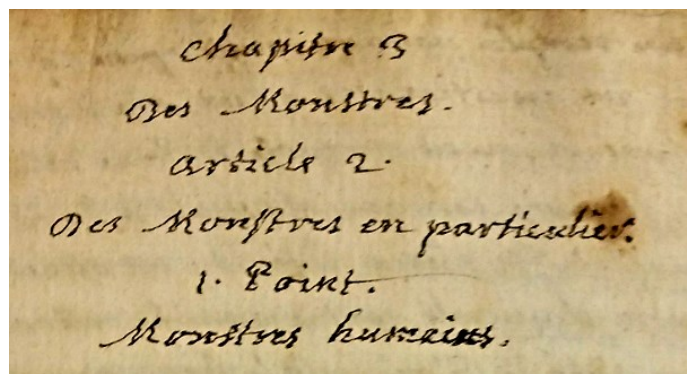 Chapitre 3
Des Monstres.
article 2.
Des Monſtres en particulier.
1. Point.
Monstres humains.